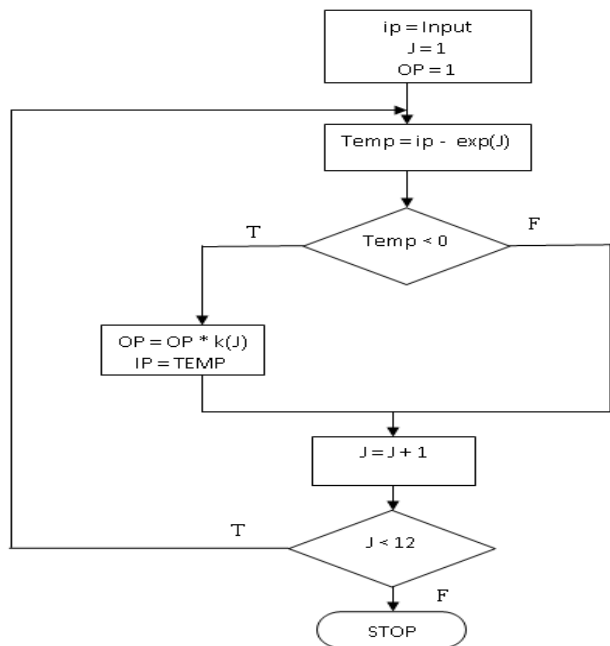 ip = Input
J = 1
OP = 1
Temp = ip - exp(J)
Temp < 0
T
F
OP = OP * k(J)
IP = TEMP
J = J + 1
J < 12
T
F
STOP